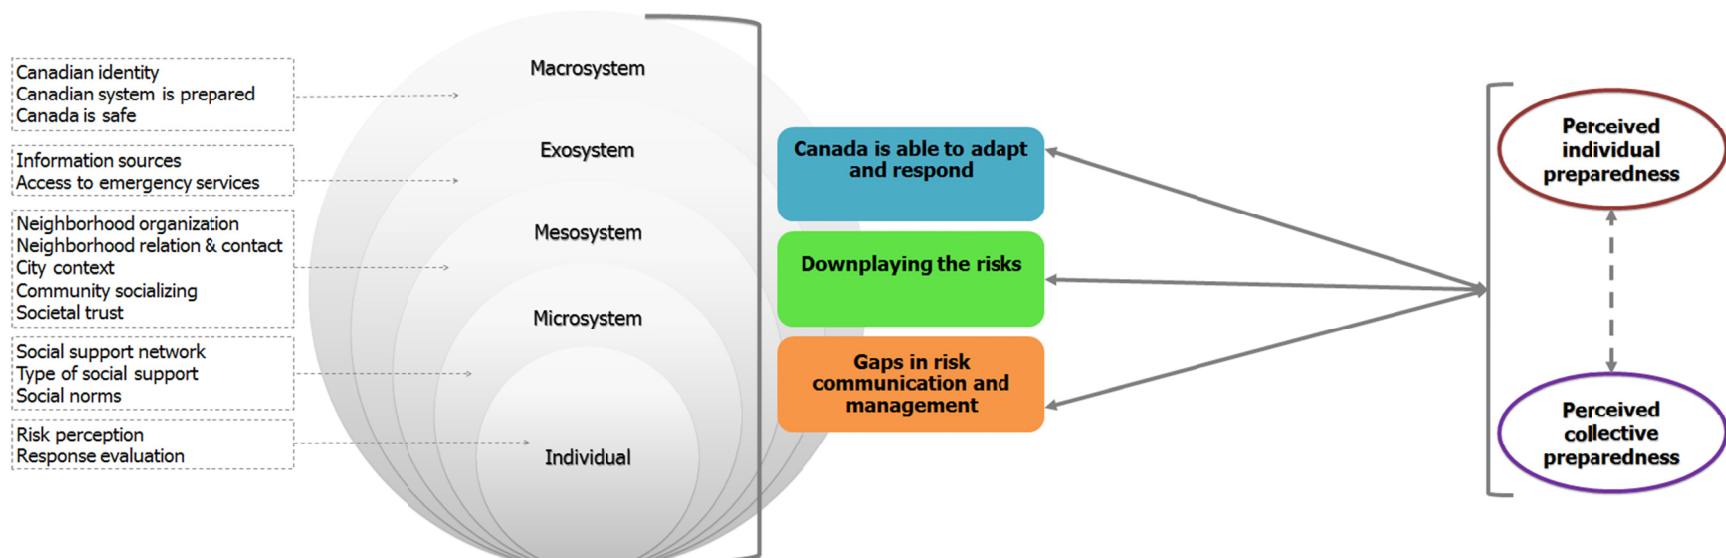 Canadian identity
Canadian system is prepared
Canada is safe
Information sources
Access to emergency services
Neighborhood organization
Neighborhood relation & contact
City context
Community socializing
Societal trust
Social support network
Type of social support
Social norms
Risk perception
Response evaluation
Macrosystem
Exosystem
Mesosystem
Microsystem
Individual
Canada is able to adapt
and respond
Downplaying the risks
Gaps in risk
communication and
management
Perceived
individual
preparedness
Perceived
collective
preparedness